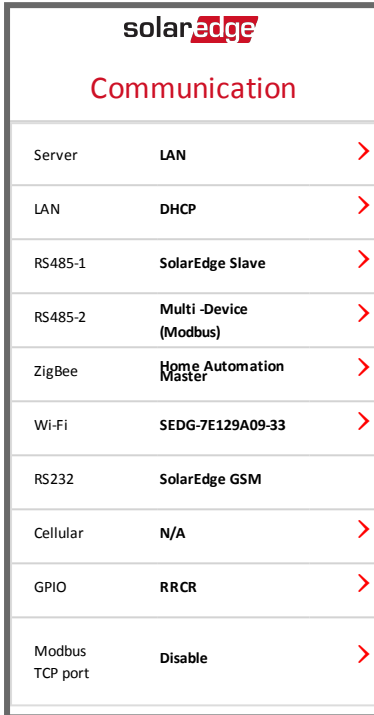 solaredge
Communication
Server LAN
LAN DHCP
RS485-1 SolarEdge Slave
RS485-2 Multi -Device
(Modbus)
ZigBee Home Automation
Master
Wi-Fi SEDG-7E129A09-33
RS232 SolarEdge GSM
Cellular N/A
GPIO RRCR
Modbus
TCP port Disable